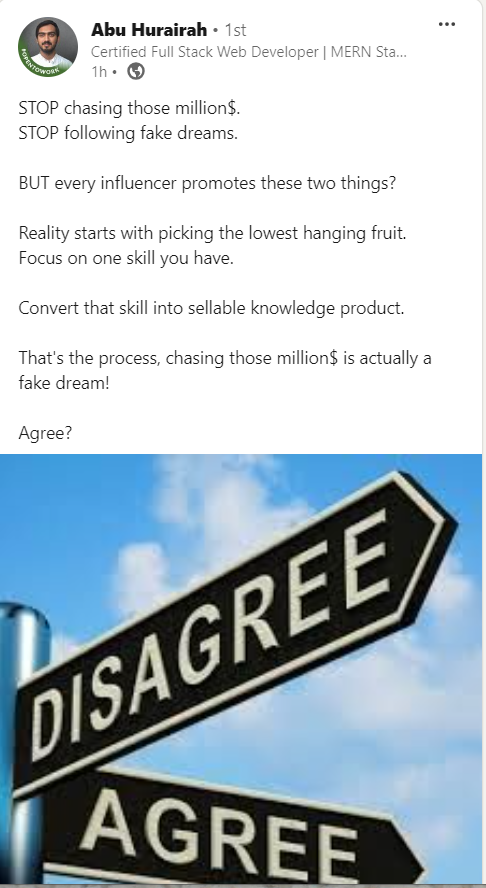 Abu Hurairah • 1st
Certified Full Stack Web Developer | MERN Sta...
1h •
#OPENTOWORK
STOP chasing those million$.
STOP following fake dreams.
BUT every influencer promotes these two things?
Reality starts with picking the lowest hanging fruit.
Focus on one skill you have.
Convert that skill into sellable knowledge product.
That's the process, chasing those million$ is actually a
fake dream!
Agree?
DISAGREE
AGREE